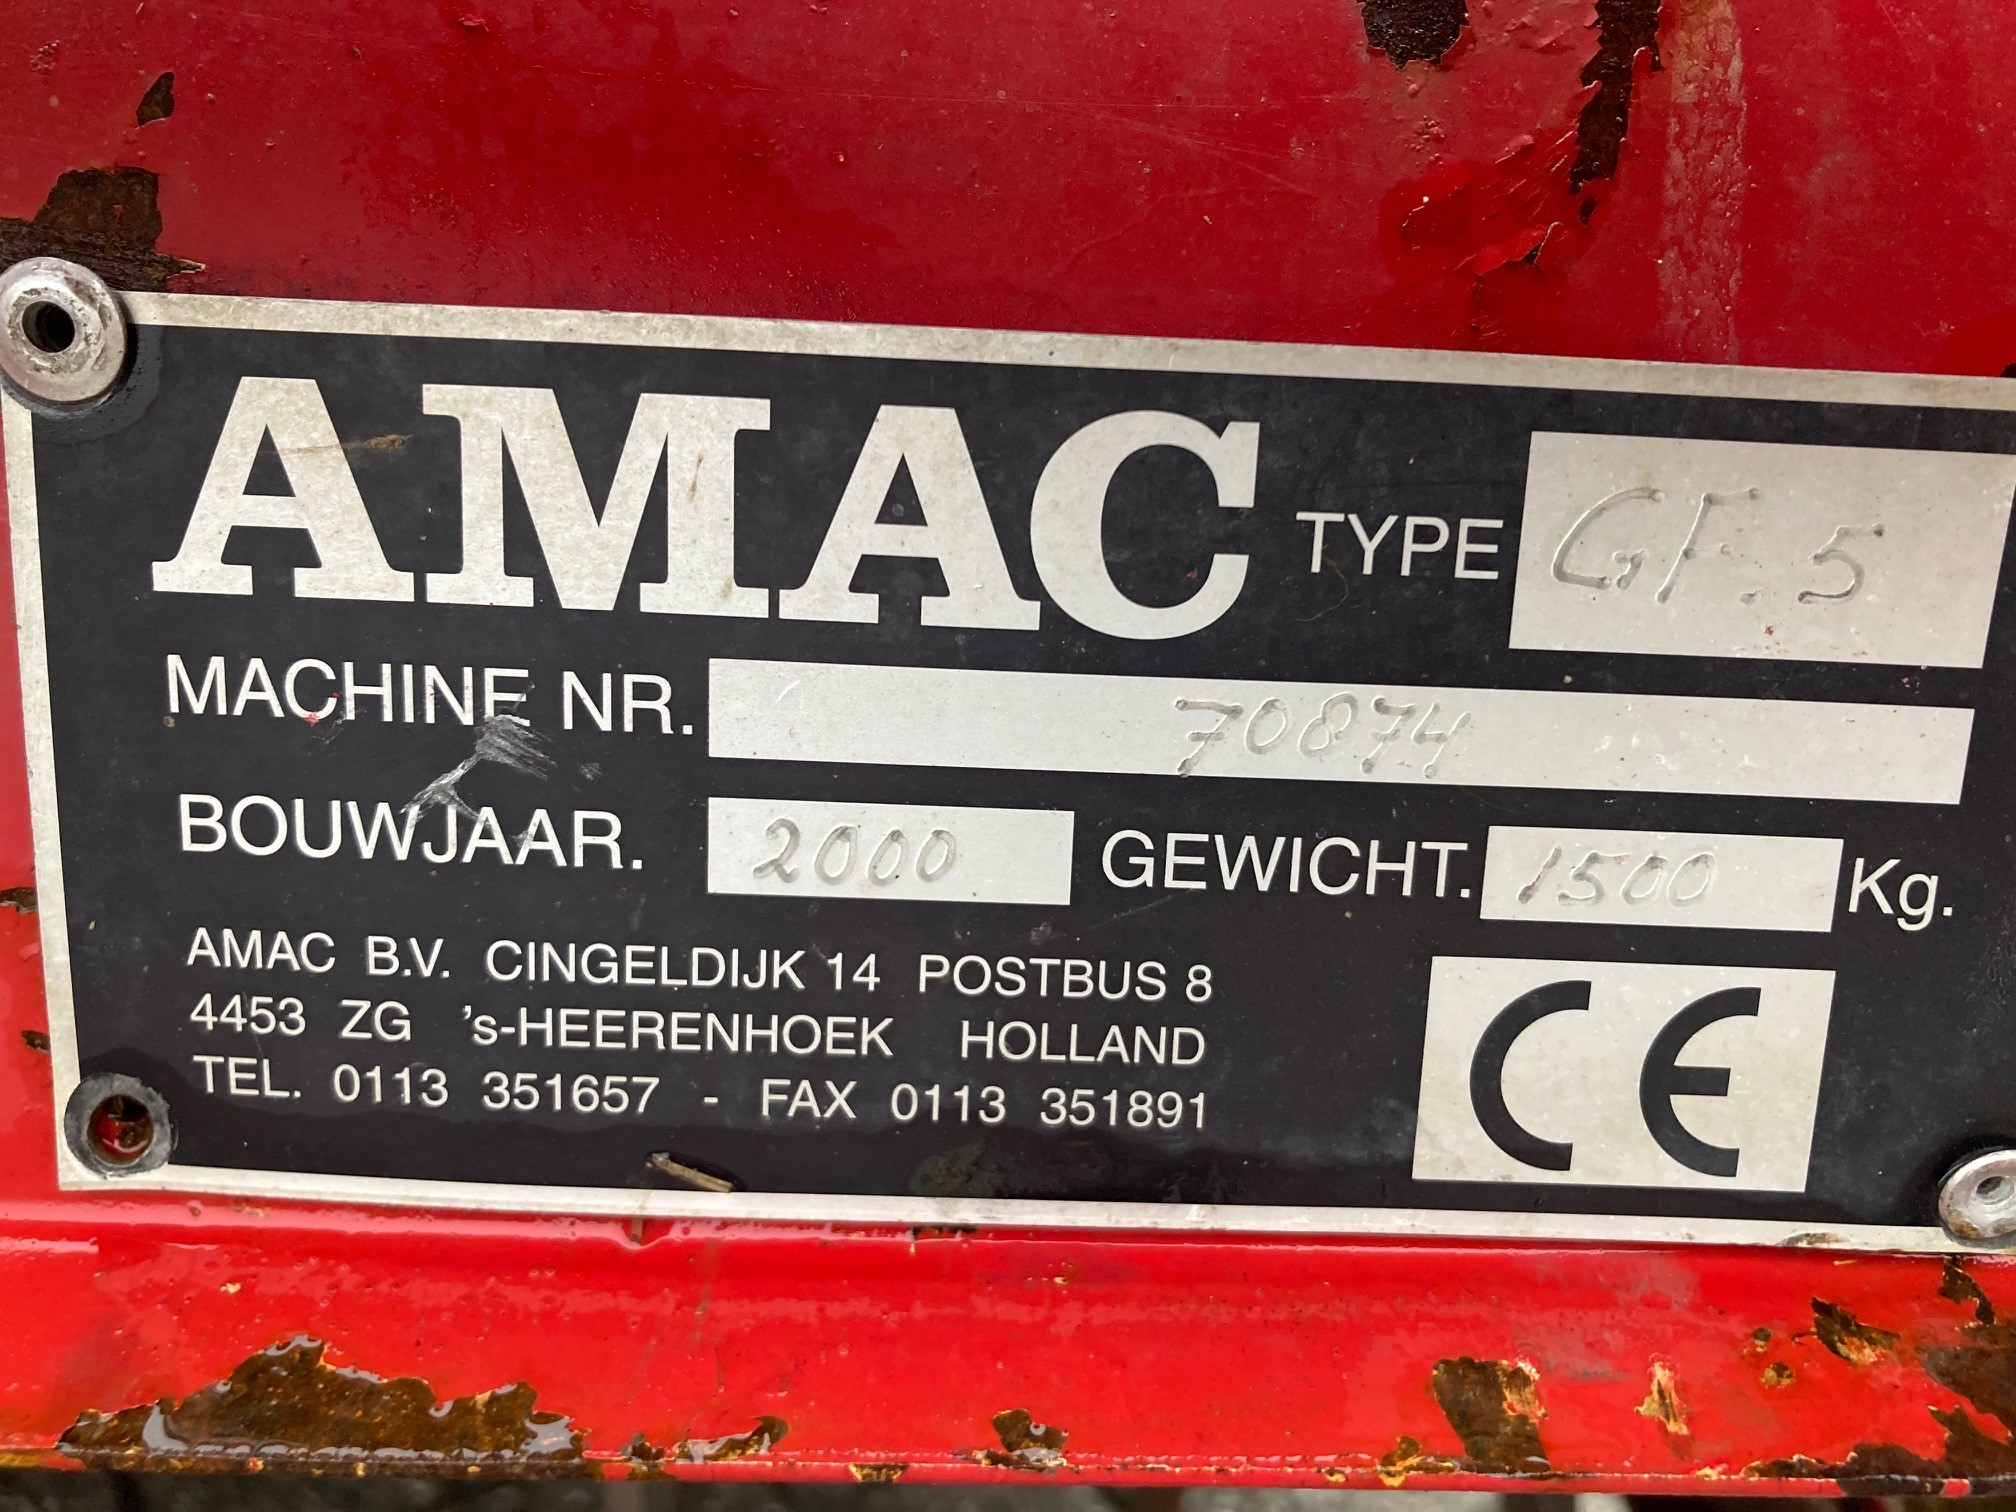 AMAC TYPE GF.5
MACHINE NR. 70874
BOUWJAAR. 2000 GEWICHT. 1500 Kg.
AMAC B.V. CINGELDIJK 14 POSTBUS 8
4453 ZG 's-HEERENHOEK HOLLAND
TEL. 0113 351657 - FAX 0113 351891
CE